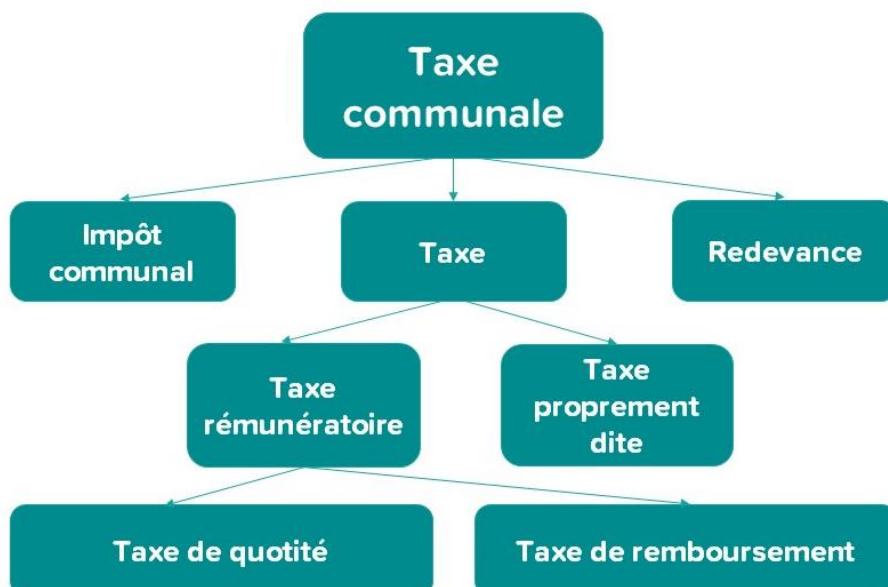 Taxe
communale
Impôt
communal
Taxe
Redevance
Taxe
rémunératoire
Taxe
proprement
dite
Taxe de quotité
Taxe de remboursement